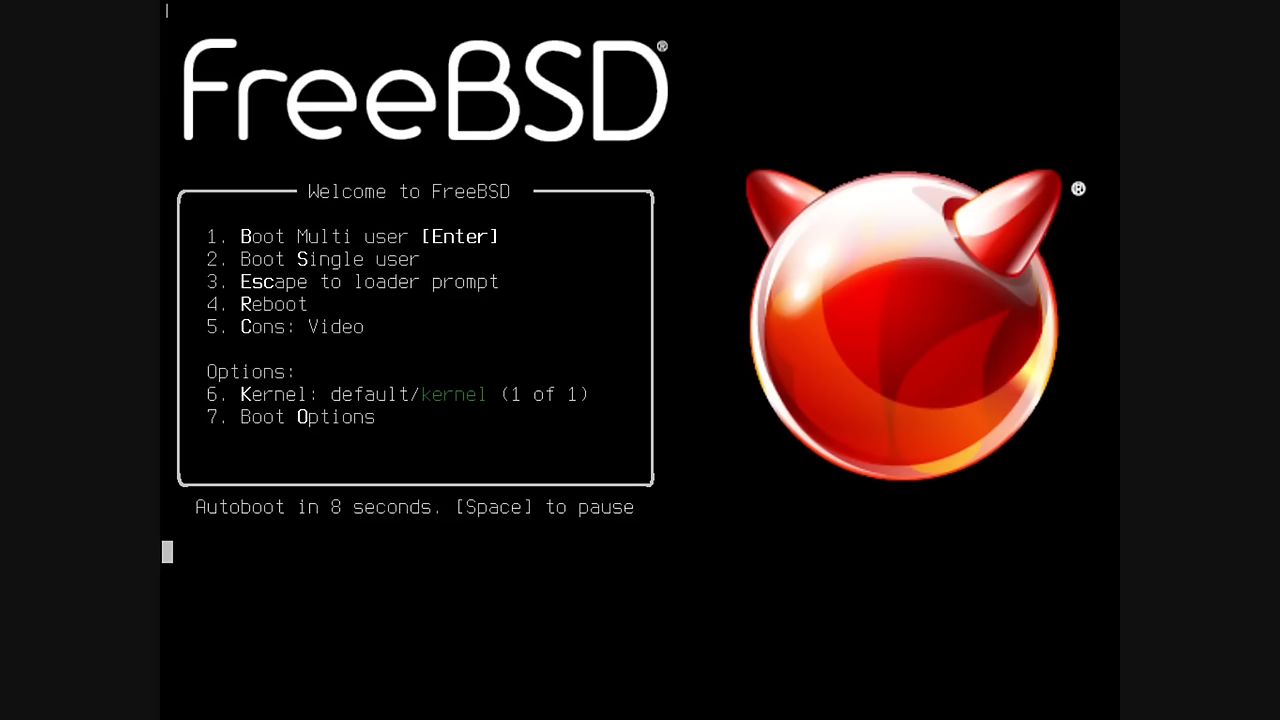 |
FreeBSD®
Welcome to FreeBSD
1. Boot Multi user [Enter]
2. Boot Single user
3. Escape to loader prompt
4. Reboot
5. Cons: Video
Options:
6. Kernel: default/kernel (1 of 1)
7. Boot Options
Autoboot in 8 seconds. [Space] to pause
®